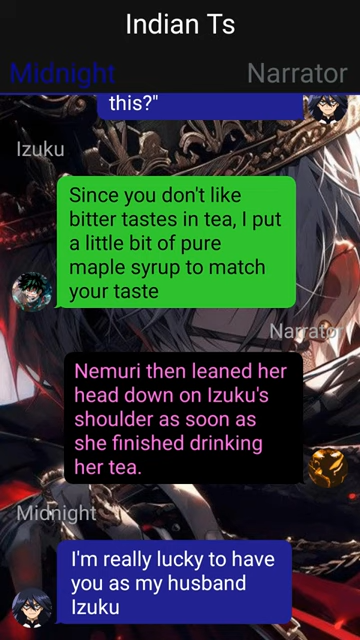 Indian Ts
Midnight
Narrator
this?"
Izuku
Since you don't like
bitter tastes in tea, I put
a little bit of pure
maple syrup to match
your taste
Narrator
Nemuri then leaned her
head down on Izuku's
shoulder as soon as
she finished drinking
her tea.
Midnight
I'm really lucky to have
you as my husband
Izuku